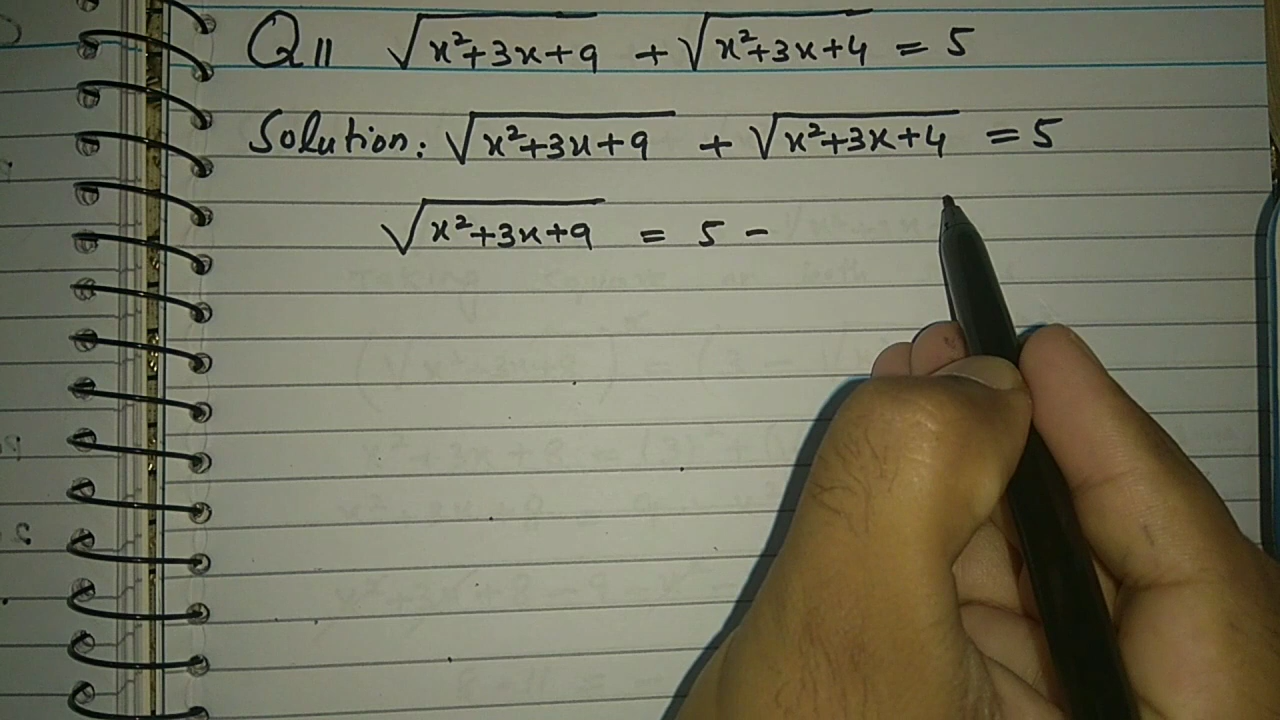 Q11 √x²+3x+9 + √x²+3x+4 = 5
Solution: √x²+3x+9 + √x²+3x+4 = 5
√x²+3x+9 = 5 -